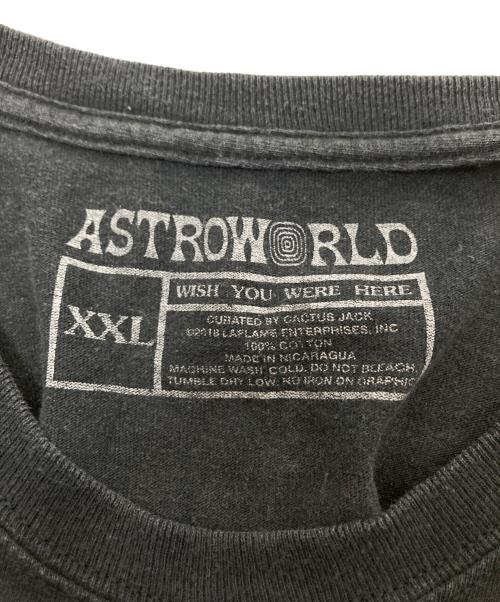 ASTROWORLD
XXL
WISH YOU WERE HERE
CURATED BY CACTUS JACK
©2018 LAFLAME ENTERPRISES, INC
100% COTTON
MADE IN NICARAGUA
MACHINE WASH COLD. DO NOT BLEACH
TUMBLE DRY LOW. NO IRON ON GRAPHIC